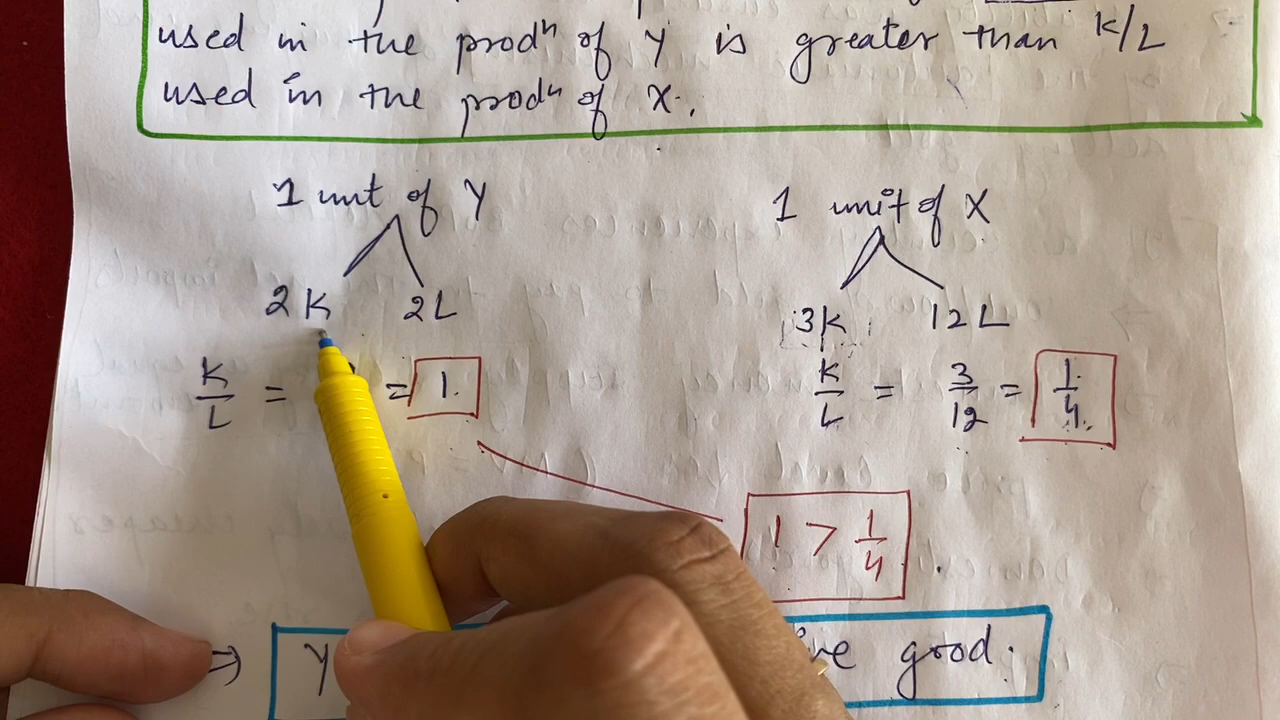 used in the prodⁿ of Y is greater than K/L
used in the prodⁿ of X.
1 unit of Y
2K 2L
K/L = = 1.
1 unit of X
3K 12L
K/L = 3/12 = 1/4.
1 > 1/4
⇒ Y good.